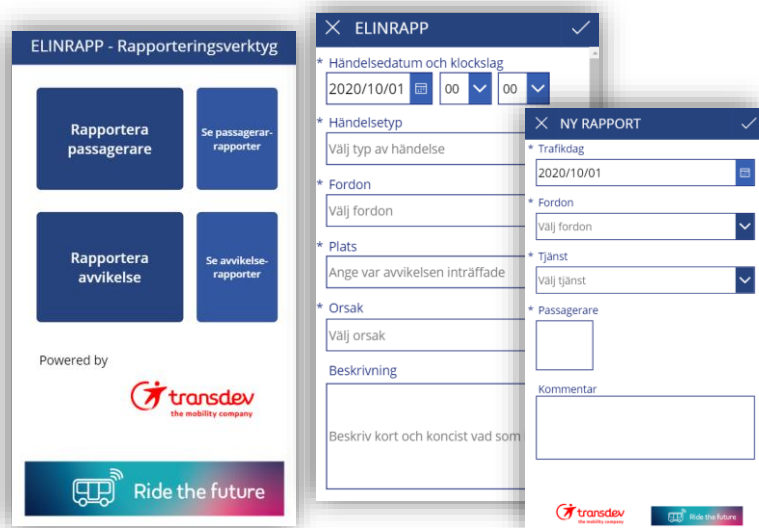 ELINRAPP - Rapporteringsverktyg
Rapportera
passagerare
Se passagerar-
rapporter
Rapportera
avvikelse
Se avvikelse-
rapporter
Powered by
transdev
the mobility company
Ride the future
ELINRAPP
* Händelsedatum och klockslag
2020/10/01 00 00
* Händelsetyp
Välj typ av händelse
* Fordon
Välj fordon
* Plats
Ange var avvikelsen inträffade
* Orsak
Välj orsak
Beskrivning
Beskriv kort och koncist vad som
NY RAPPORT
* Trafikdag
2020/10/01
* Fordon
Välj fordon
* Tjänst
Välj tjänst
* Passagerare
Kommentar
transdev
the mobility company
Ride the future